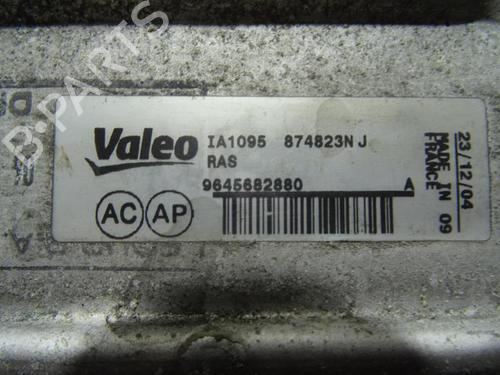 Valeo
IA1095 874823N J
RAS
9645682880 A
AC AP
23/12/04
MADE IN 09
FRANCE
B-PARTS